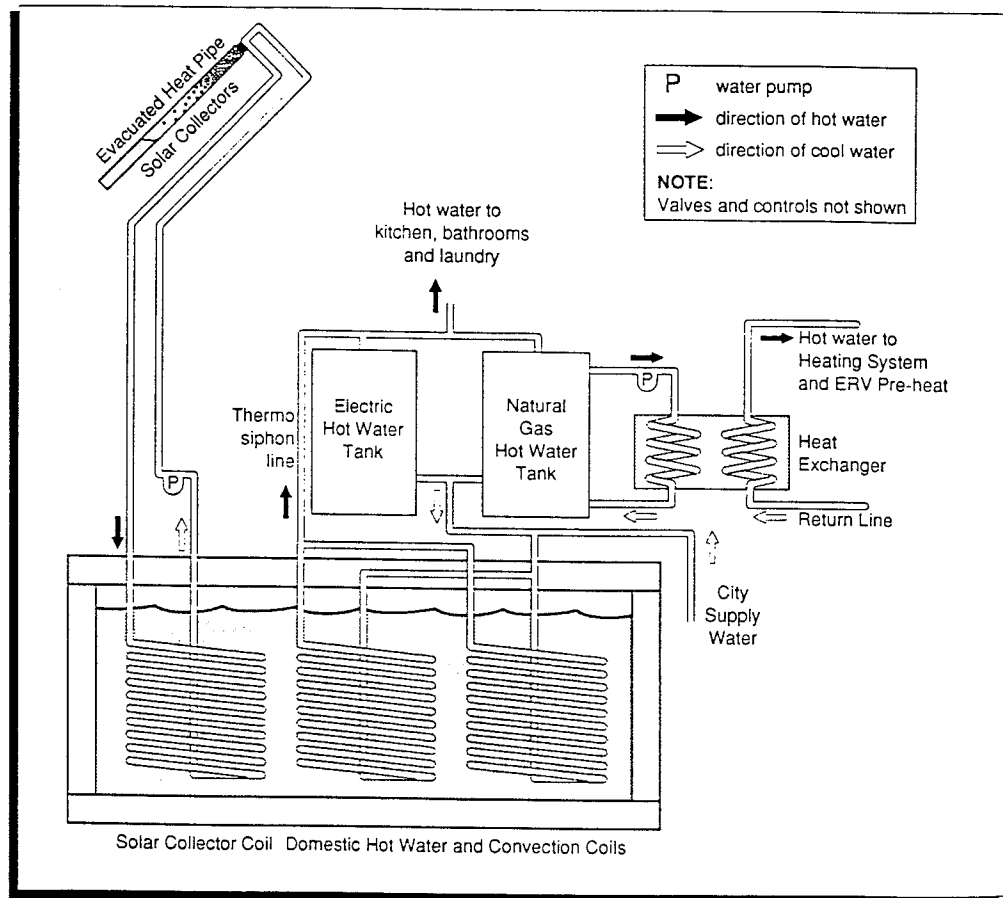 Evacuated Heat Pipe
Solar Collectors
P water pump
direction of hot water
direction of cool water
NOTE:
Valves and controls not shown
Hot water to
kitchen, bathrooms
and laundry
Thermo
siphon
line
Electric
Hot Water
Tank
Natural
Gas
Hot Water
Tank
P
Hot water to
Heating System
and ERV Pre-heat
Heat
Exchanger
Return Line
P
City
Supply
Water
Solar Collector Coil Domestic Hot Water and Convection Coils